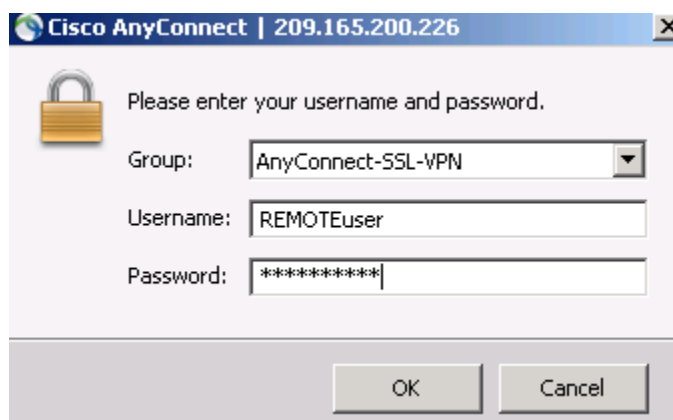 Cisco AnyConnect | 209.165.200.226
Please enter your username and password.
Group: AnyConnect-SSL-VPN
Username: REMOTEuser
Password: **********
OK Cancel